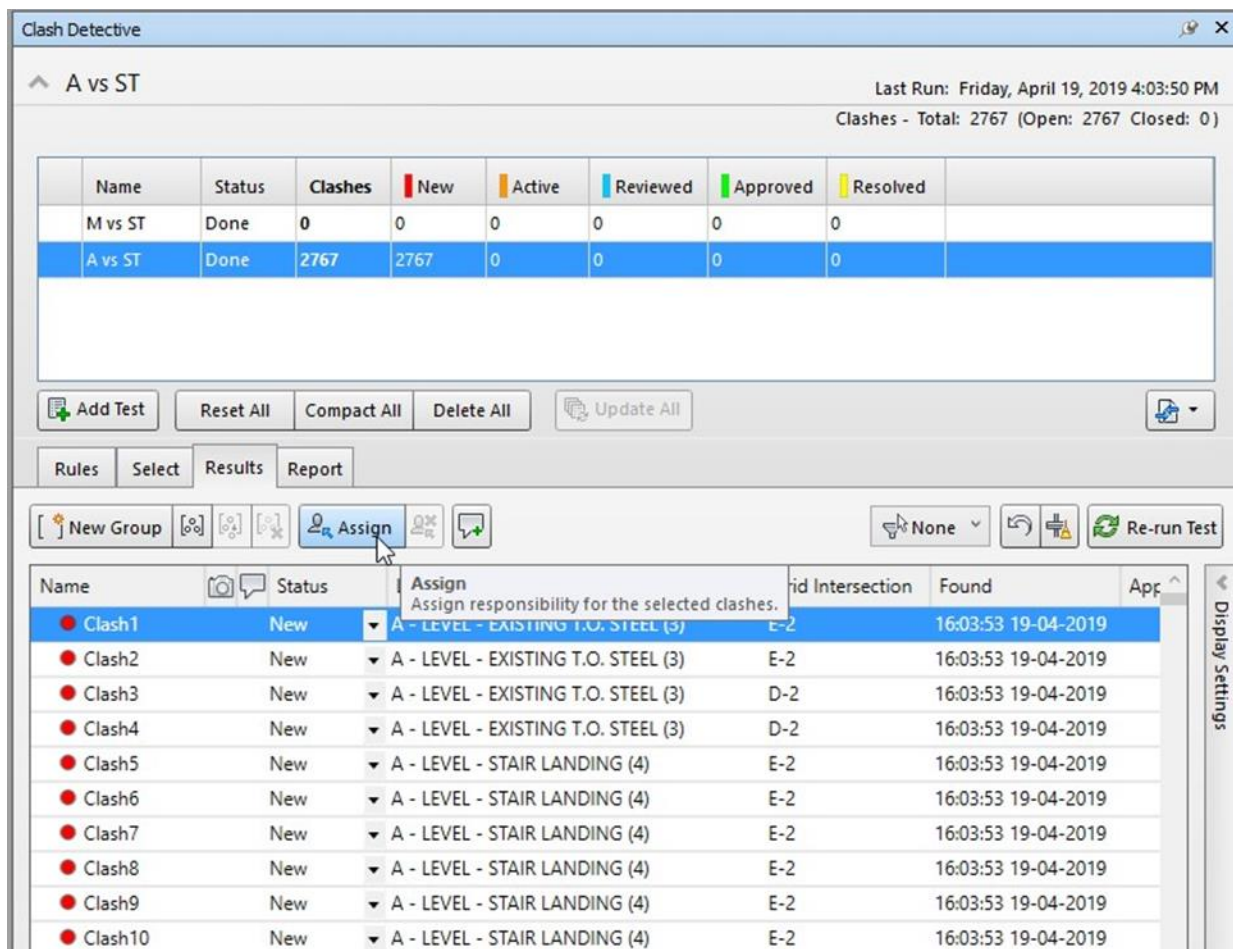 Clash Detective
A vs ST
Last Run: Friday, April 19, 2019 4:03:50 PM
Clashes - Total: 2767 (Open: 2767 Closed: 0)
Name Status Clashes New Active Reviewed Approved Resolved
M vs ST Done 0 0 0 0 0 0
A vs ST Done 2767 2767 0 0 0 0
Add Test Reset All Compact All Delete All Update All
Rules Select Results Report
New Group Assign None Re-run Test
Name Status Assign rid Intersection Found App
Assign responsibility for the selected clashes.
Clash1 New A - LEVEL - EXISTING T.O. STEEL (3) E-2 16:03:53 19-04-2019
Clash2 New A - LEVEL - EXISTING T.O. STEEL (3) E-2 16:03:53 19-04-2019
Clash3 New A - LEVEL - EXISTING T.O. STEEL (3) D-2 16:03:53 19-04-2019
Clash4 New A - LEVEL - EXISTING T.O. STEEL (3) D-2 16:03:53 19-04-2019
Clash5 New A - LEVEL - STAIR LANDING (4) E-2 16:03:53 19-04-2019
Clash6 New A - LEVEL - STAIR LANDING (4) E-2 16:03:53 19-04-2019
Clash7 New A - LEVEL - STAIR LANDING (4) E-2 16:03:53 19-04-2019
Clash8 New A - LEVEL - STAIR LANDING (4) E-2 16:03:53 19-04-2019
Clash9 New A - LEVEL - STAIR LANDING (4) E-2 16:03:53 19-04-2019
Clash10 New A - LEVEL - STAIR LANDING (4) E-2 16:03:53 19-04-2019
Display Settings